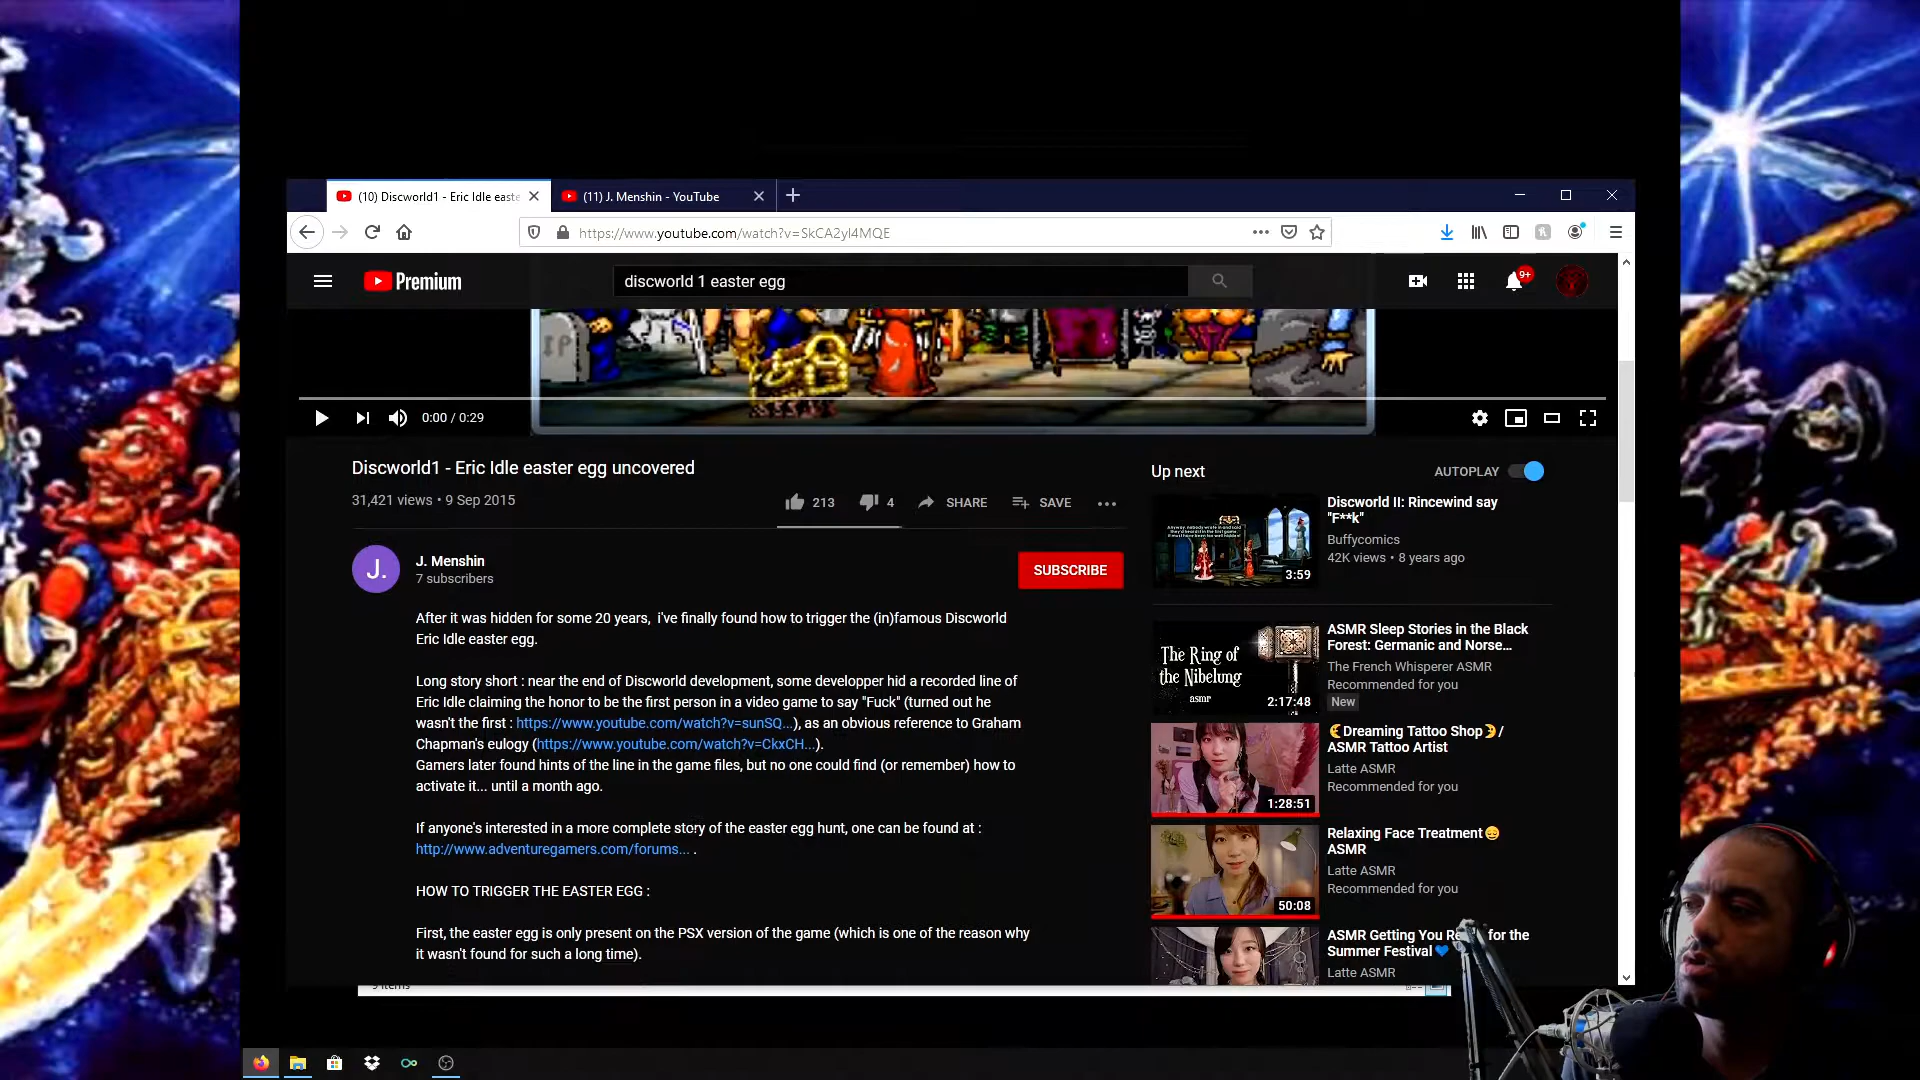 (10) Discworld1 - Eric Idle easte
(11) J. Menshin - YouTube
https://www.youtube.com/watch?v=SkCA2yI4MQE
Premium
discworld 1 easter egg
9+
IP
0:00 / 0:29
Discworld1 - Eric Idle easter egg uncovered
31,421 views • 9 Sep 2015
213
4
SHARE
SAVE
J.
J. Menshin
7 subscribers
SUBSCRIBE
After it was hidden for some 20 years, i've finally found how to trigger the (in)famous Discworld
Eric Idle easter egg.
Long story short : near the end of Discworld development, some developper hid a recorded line of
Eric Idle claiming the honor to be the first person in a video game to say "Fuck" (turned out he
wasn't the first : https://www.youtube.com/watch?v=sunSQ...), as an obvious reference to Graham
Chapman's eulogy (https://www.youtube.com/watch?v=CkxCH...).
Gamers later found hints of the line in the game files, but no one could find (or remember) how to
activate it... until a month ago.
If anyone's interested in a more complete story of the easter egg hunt, one can be found at :
http://www.adventuregamers.com/forums... .
HOW TO TRIGGER THE EASTER EGG :
First, the easter egg is only present on the PSX version of the game (which is one of the reason why
it wasn't found for such a long time).
Up next
AUTOPLAY
3:59
Discworld II: Rincewind say
"F**k"
Buffycomics
42K views • 8 years ago
The Ring of
the Nibelung
asmr
2:17:48
ASMR Sleep Stories in the Black
Forest: Germanic and Norse...
The French Whisperer ASMR
Recommended for you
New
1:28:51
Dreaming Tattoo Shop /
ASMR Tattoo Artist
Latte ASMR
Recommended for you
50:08
Relaxing Face Treatment
ASMR
Latte ASMR
Recommended for you
ASMR Getting You for the
Summer Festival
Latte ASMR
items